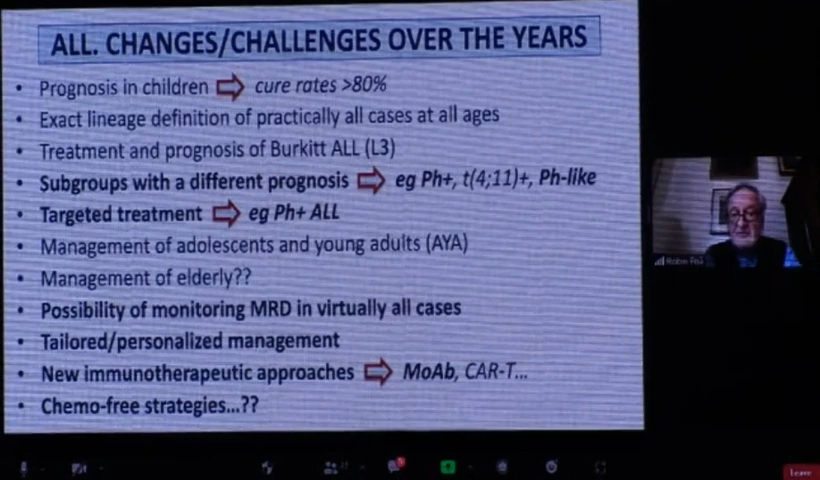 ALL. CHANGES/CHALLENGES OVER THE YEARS
• Prognosis in children ⇨ cure rates >80%
• Exact lineage definition of practically all cases at all ages
• Treatment and prognosis of Burkitt ALL (L3)
• Subgroups with a different prognosis ⇨ eg Ph+, t(4;11)+, Ph-like
• Targeted treatment ⇨ eg Ph+ ALL
• Management of adolescents and young adults (AYA)
• Management of elderly??
• Possibility of monitoring MRD in virtually all cases
• Tailored/personalized management
• New immunotherapeutic approaches ⇨ MoAb, CAR-T...
• Chemo-free strategies...??
Robin
Leave